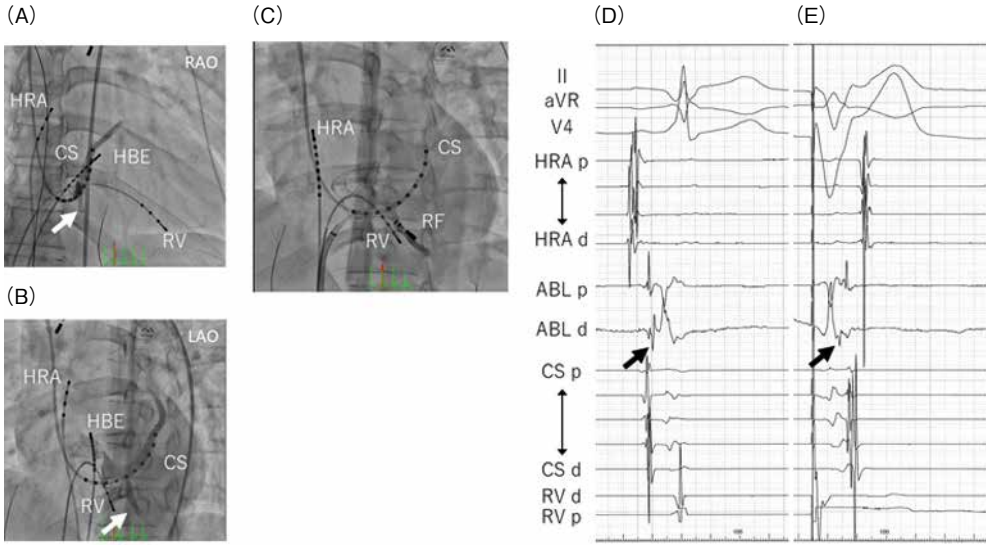 (A)
RAO
HRA
CS
HBE
RV
(B)
LAO
HRA
HBE
CS
RV
(C)
HRA
CS
RF
RV
(D)
(E)
II
aVR
V4
HRA p
HRA d
ABL p
ABL d
CS p
CS d
RV d
RV p